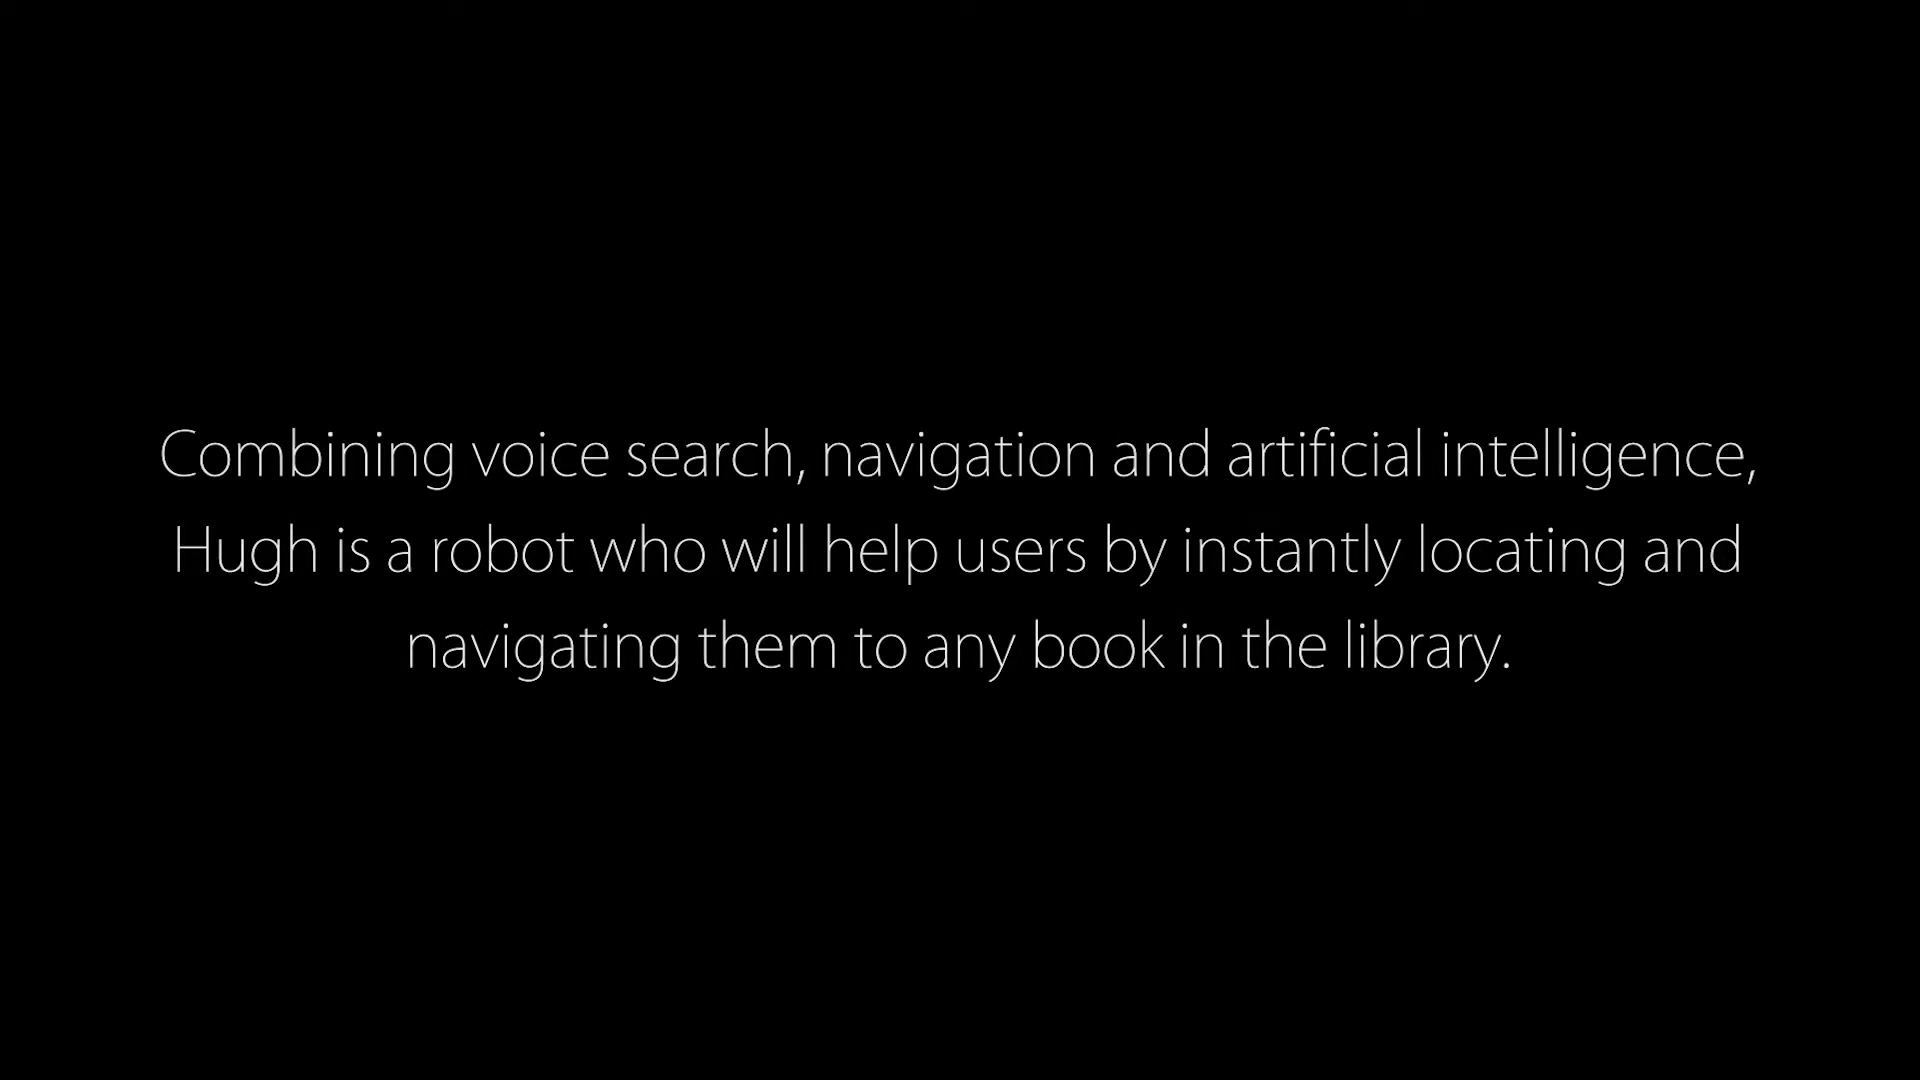 Combining voice search, navigation and artificial intelligence,
Hugh is a robot who will help users by instantly locating and
navigating them to any book in the library.